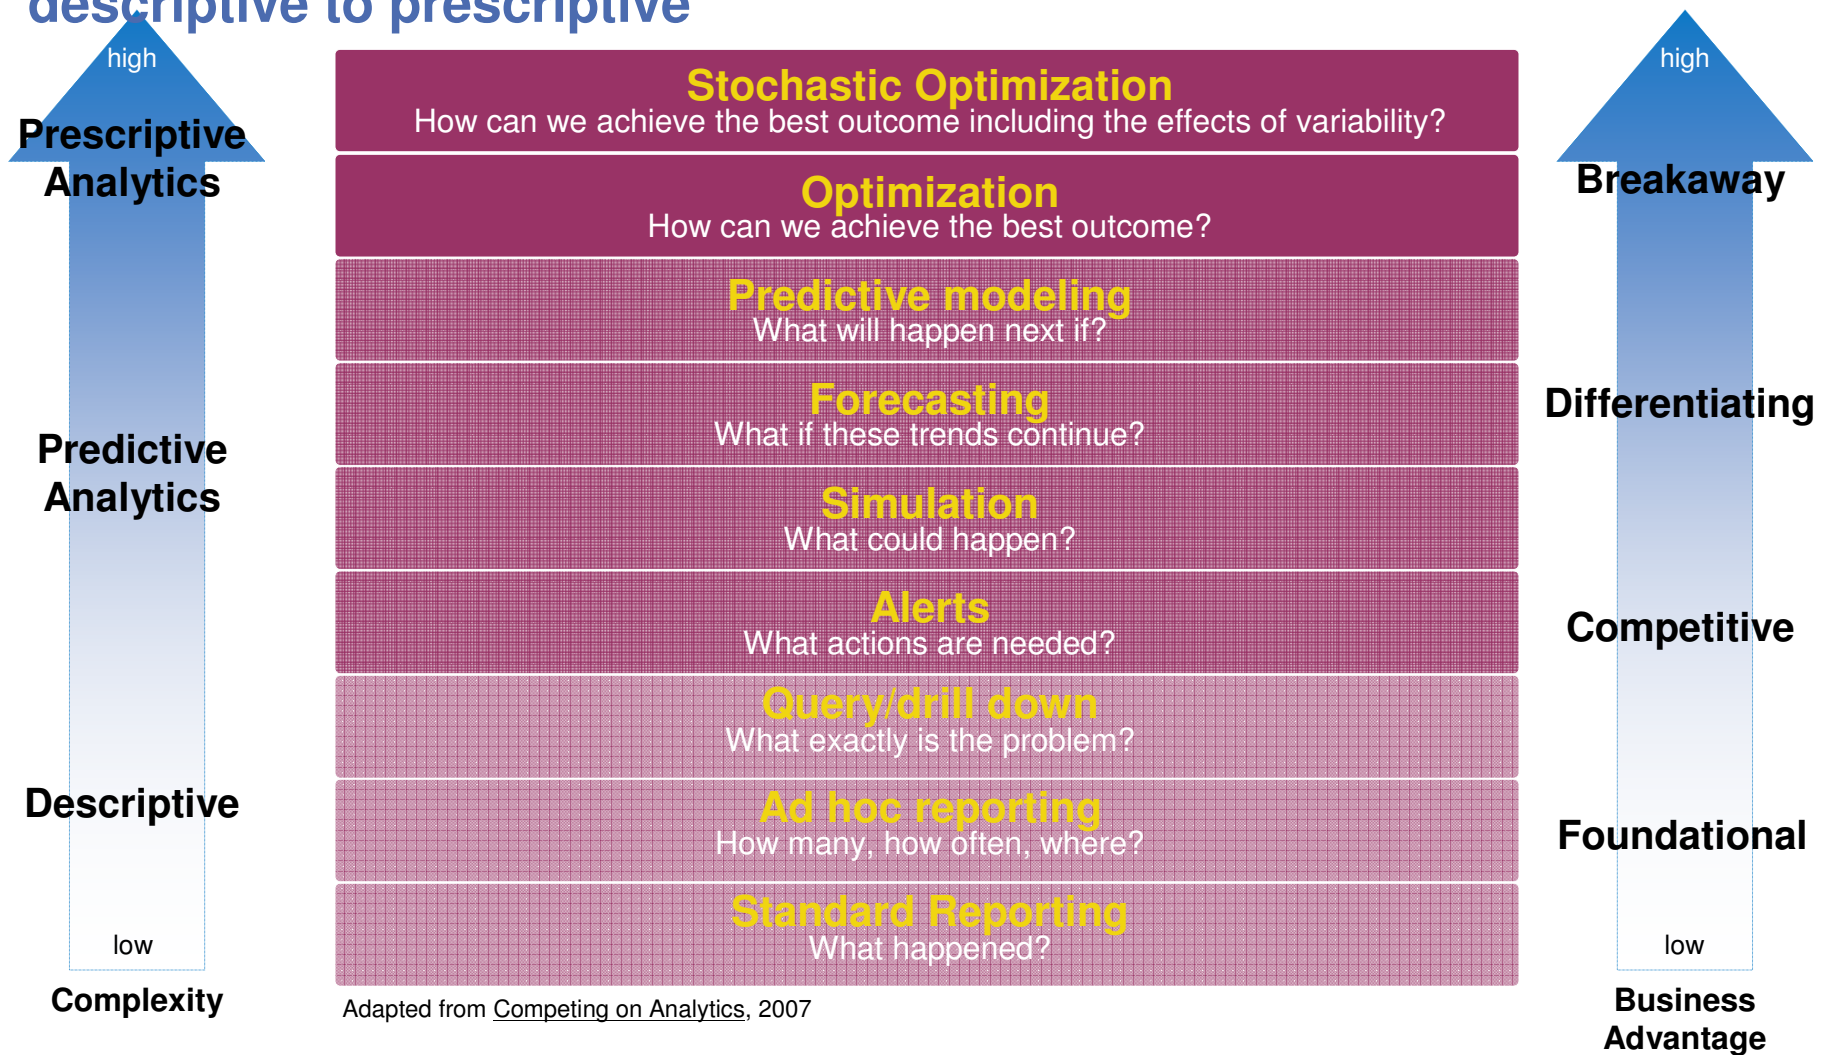 descriptive to prescriptive
high
Prescriptive
Analytics
Predictive
Analytics
Descriptive
low
Complexity
Stochastic Optimization
How can we achieve the best outcome including the effects of variability?
Optimization
How can we achieve the best outcome?
Predictive modeling
What will happen next if?
Forecasting
What if these trends continue?
Simulation
What could happen?
Alerts
What actions are needed?
Query/drill down
What exactly is the problem?
Ad hoc reporting
How many, how often, where?
Standard Reporting
What happened?
Adapted from Competing on Analytics, 2007
high
Breakaway
Differentiating
Competitive
Foundational
low
Business
Advantage